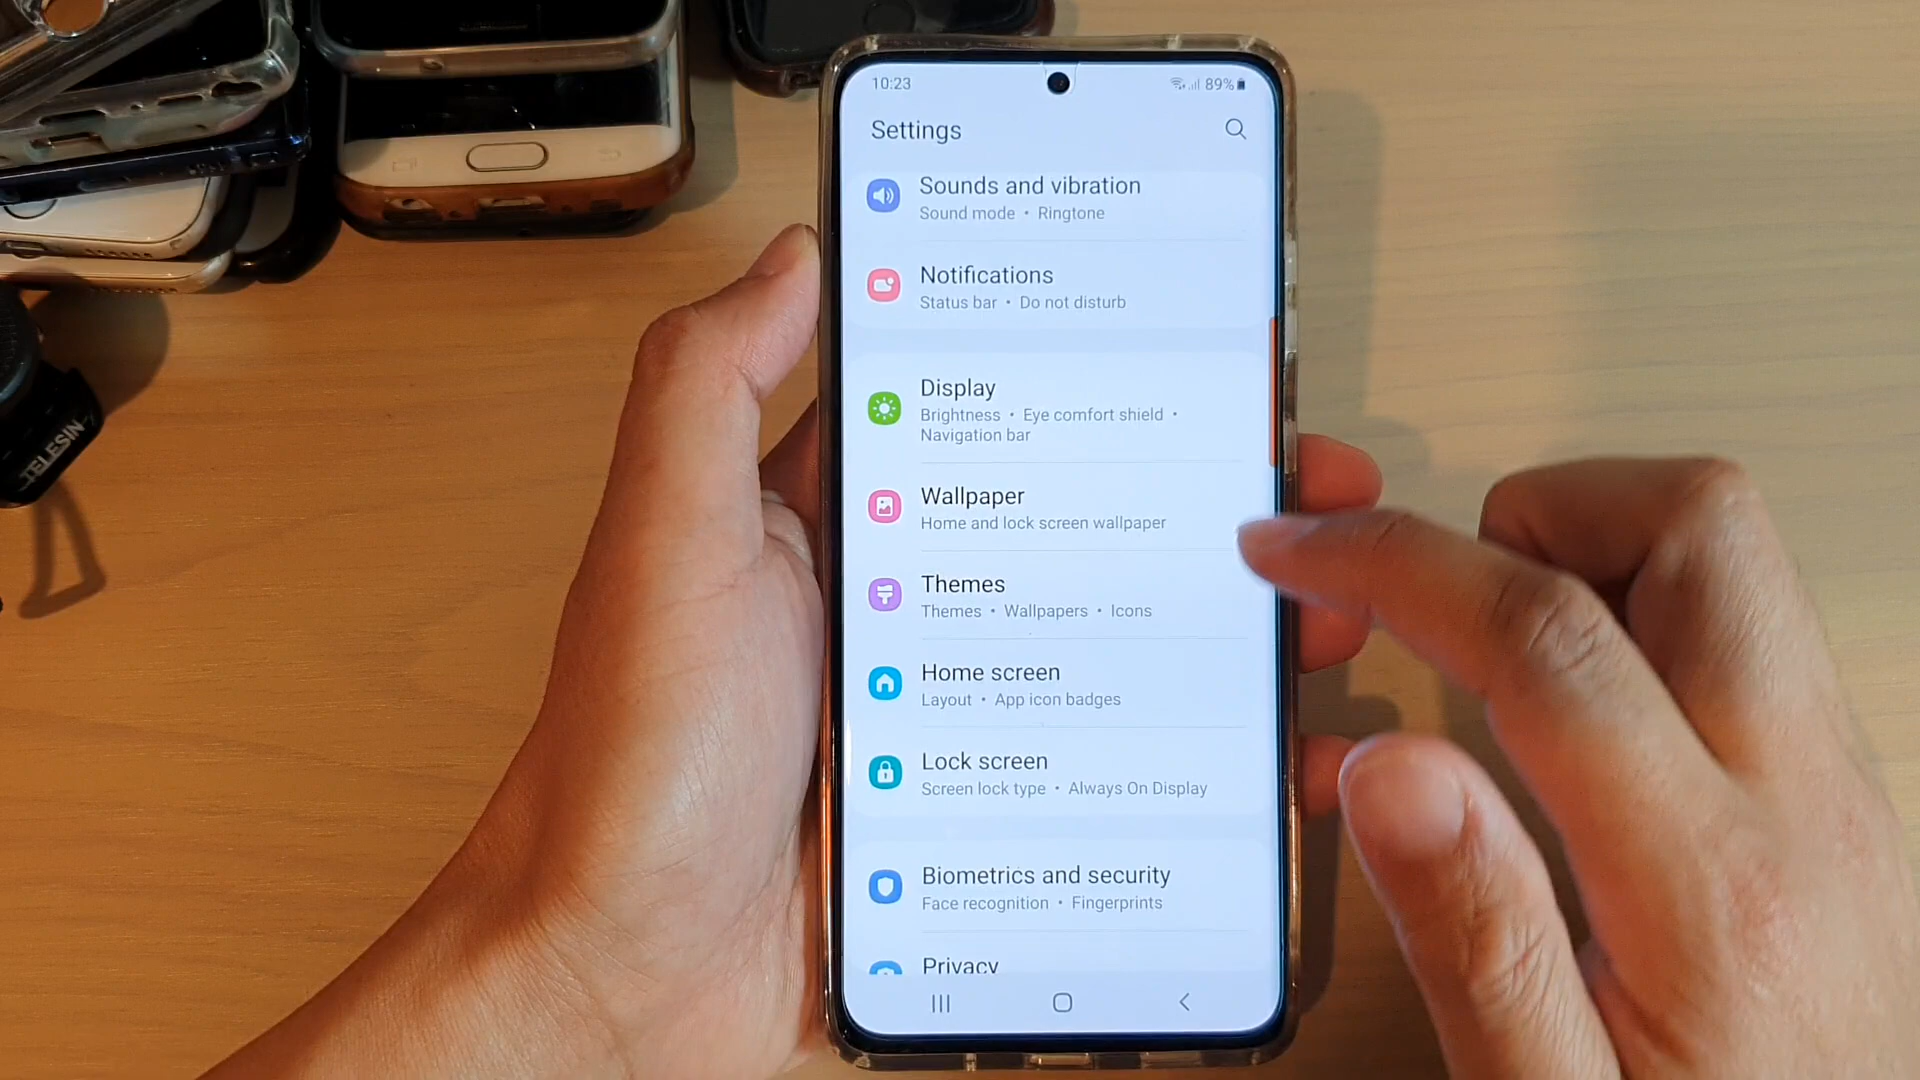 10:23
89%
Settings
Sounds and vibration
Sound mode • Ringtone
Notifications
Status bar • Do not disturb
Display
Brightness • Eye comfort shield •
Navigation bar
Wallpaper
Home and lock screen wallpaper
Themes
Themes • Wallpapers • Icons
Home screen
Layout • App icon badges
Lock screen
Screen lock type • Always On Display
Biometrics and security
Face recognition • Fingerprints
Privacy
TELESIN